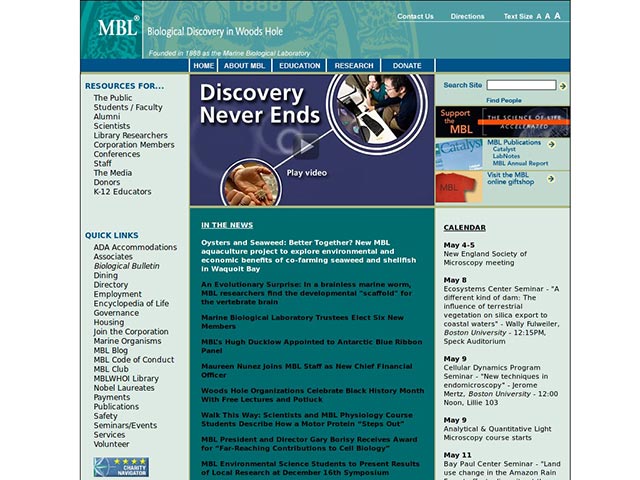 MBL®
Biological Discovery in Woods Hole
Founded in 1888 as the Marine Biological Laboratory
Contact Us
Directions
Text Size A A A
HOME
ABOUT MBL
EDUCATION
RESEARCH
DONATE
RESOURCES FOR...
The Public
Students / Faculty
Alumni
Scientists
Library Researchers
Corporation Members
Conferences
Staff
The Media
Donors
K-12 Educators
QUICK LINKS
ADA Accommodations
Associates
Biological Bulletin
Dining
Directory
Employment
Encyclopedia of Life
Governance
Housing
Join the Corporation
Marine Organisms
MBL Blog
MBL Code of Conduct
MBL Club
MBLWHOI Library
Nobel Laureates
Payments
Publications
Safety
Seminars/Events
Services
Volunteer
CHARITY
NAVIGATOR
Discovery
Never Ends
Play video
IN THE NEWS
Oysters and Seaweed: Better Together? New MBL
aquaculture project to explore environmental and
economic benefits of co-farming seaweed and shellfish
in Waquoit Bay
An Evolutionary Surprise: In a brainless marine worm,
MBL researchers find the developmental "scaffold" for
the vertebrate brain
Marine Biological Laboratory Trustees Elect Six New
Members
MBL's Hugh Ducklow Appointed to Antarctic Blue Ribbon
Panel
Maureen Nunez Joins MBL Staff as New Chief Financial
Officer
Woods Hole Organizations Celebrate Black History Month
With Free Lectures and Potluck
Walk This Way: Scientists and MBL Physiology Course
Students Describe How a Motor Protein "Steps Out"
MBL President and Director Gary Borisy Receives Award
for "Far-Reaching Contributions to Cell Biology"
MBL Environmental Science Students to Present Results
of Local Research at December 16th Symposium
Search Site
Find People
Support
the
MBL
THE SCIENCE OF LIFE
ACCELERATED
Catalyst
MBL Publications
Catalyst
LabNotes
MBL Annual Report
Visit the MBL
online giftshop
CALENDAR
May 4-5
New England Society of
Microscopy meeting
May 8
Ecosystems Center Seminar - "A
different kind of dam: The
influence of terrestrial
vegetation on silica export to
coastal waters" - Wally Fulweiler,
Boston University - 12:15PM,
Speck Auditorium
May 9
Cellular Dynamics Program
Seminar - "New techniques in
endomicroscopy" - Jerome
Mertz, Boston University - 12:00
Noon, Lillie 103
May 9
Analytical & Quantitative Light
Microscopy course starts
May 11
Bay Paul Center Seminar - "Land
use change in the Amazon Rain